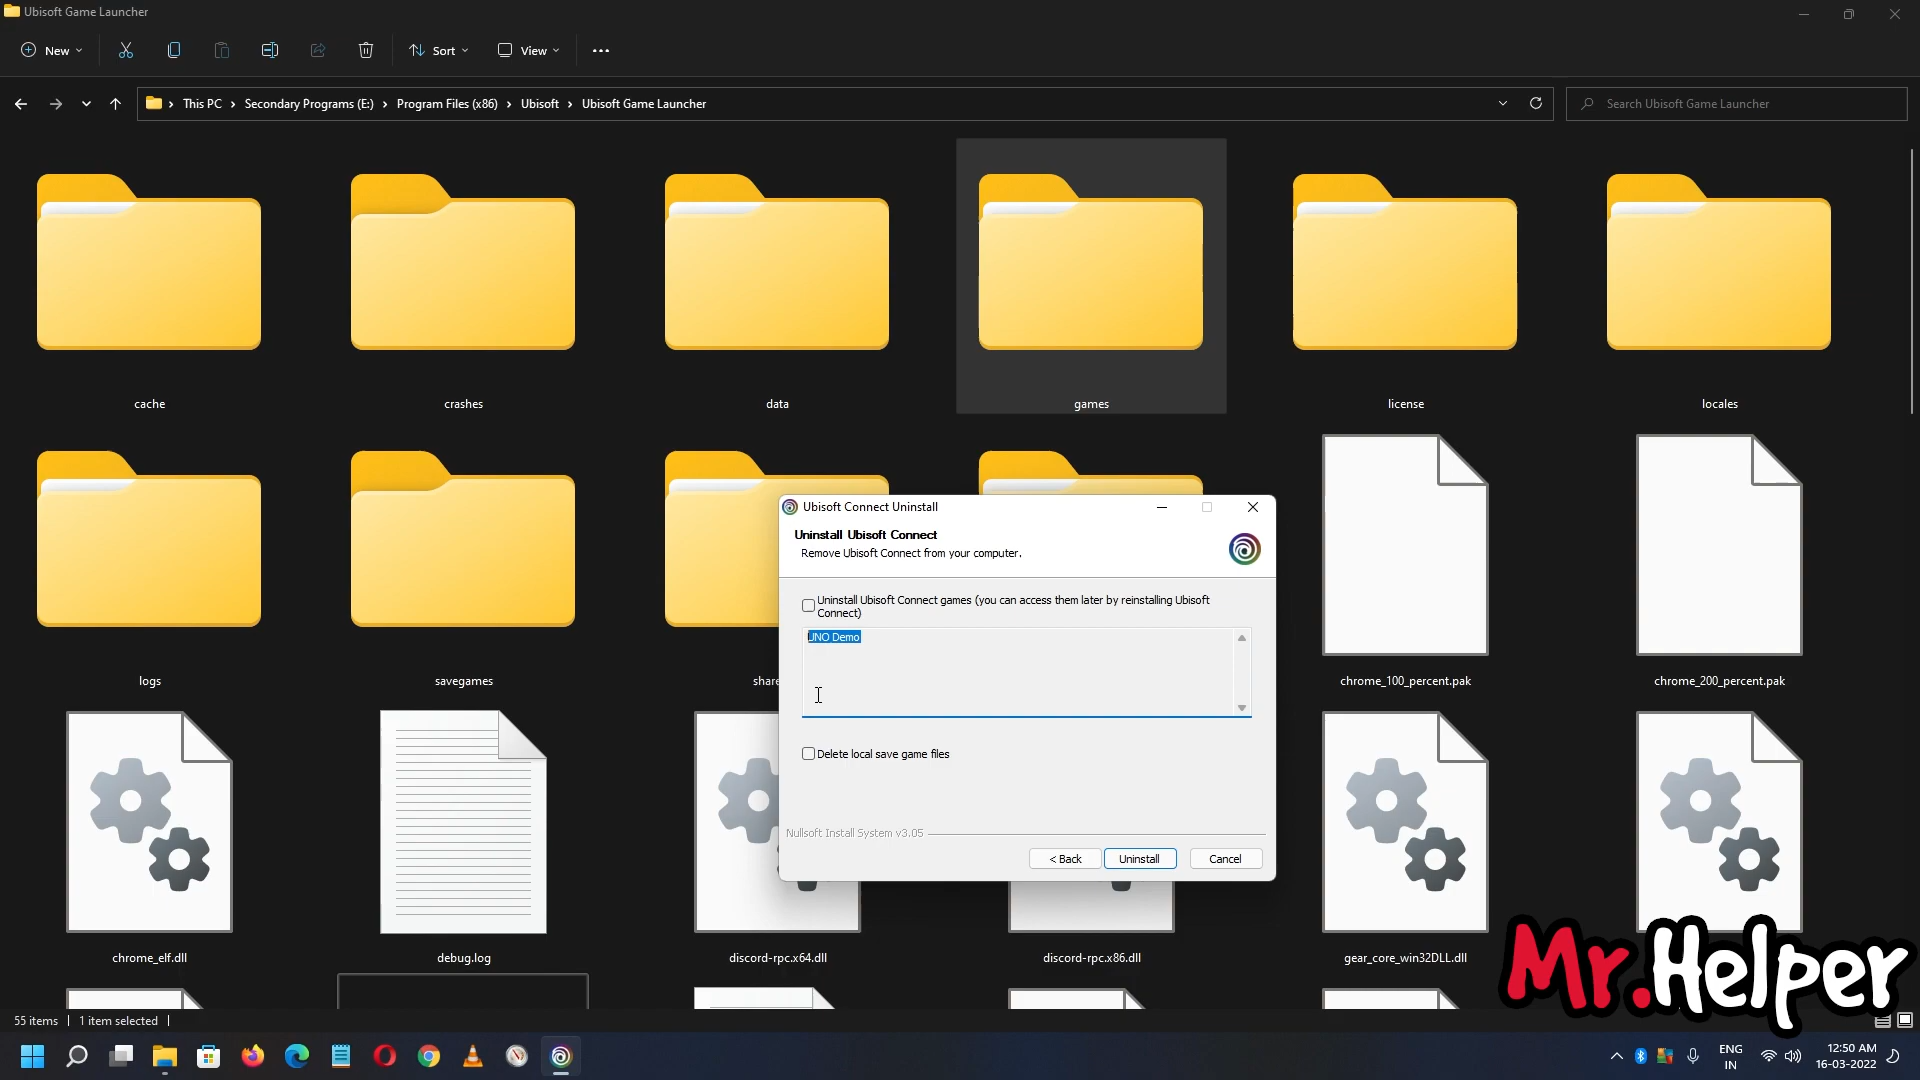 Ubisoft Game Launcher
New
Sort
View
This PC > Secondary Programs (E:) > Program Files (x86) > Ubisoft > Ubisoft Game Launcher
Search Ubisoft Game Launcher
cache
crashes
data
games
license
locales
Ubisoft Connect Uninstall
Uninstall Ubisoft Connect
Remove Ubisoft Connect from your computer.
Uninstall Ubisoft Connect games (you can access them later by reinstalling Ubisoft
Connect)
UNO Demo
Delete local save game files
Nullsoft Install System v3.05
< Back
Uninstall
Cancel
logs
savegames
share
chrome_100_percent.pak
chrome_200_percent.pak
chrome_elf.dll
debug.log
discord-rpc.x64.dll
discord-rpc.x86.dll
gear_core_win32DLL.dll
Mr.Helper
55 items
1 item selected
ENG
IN
12:50 AM
16-03-2022